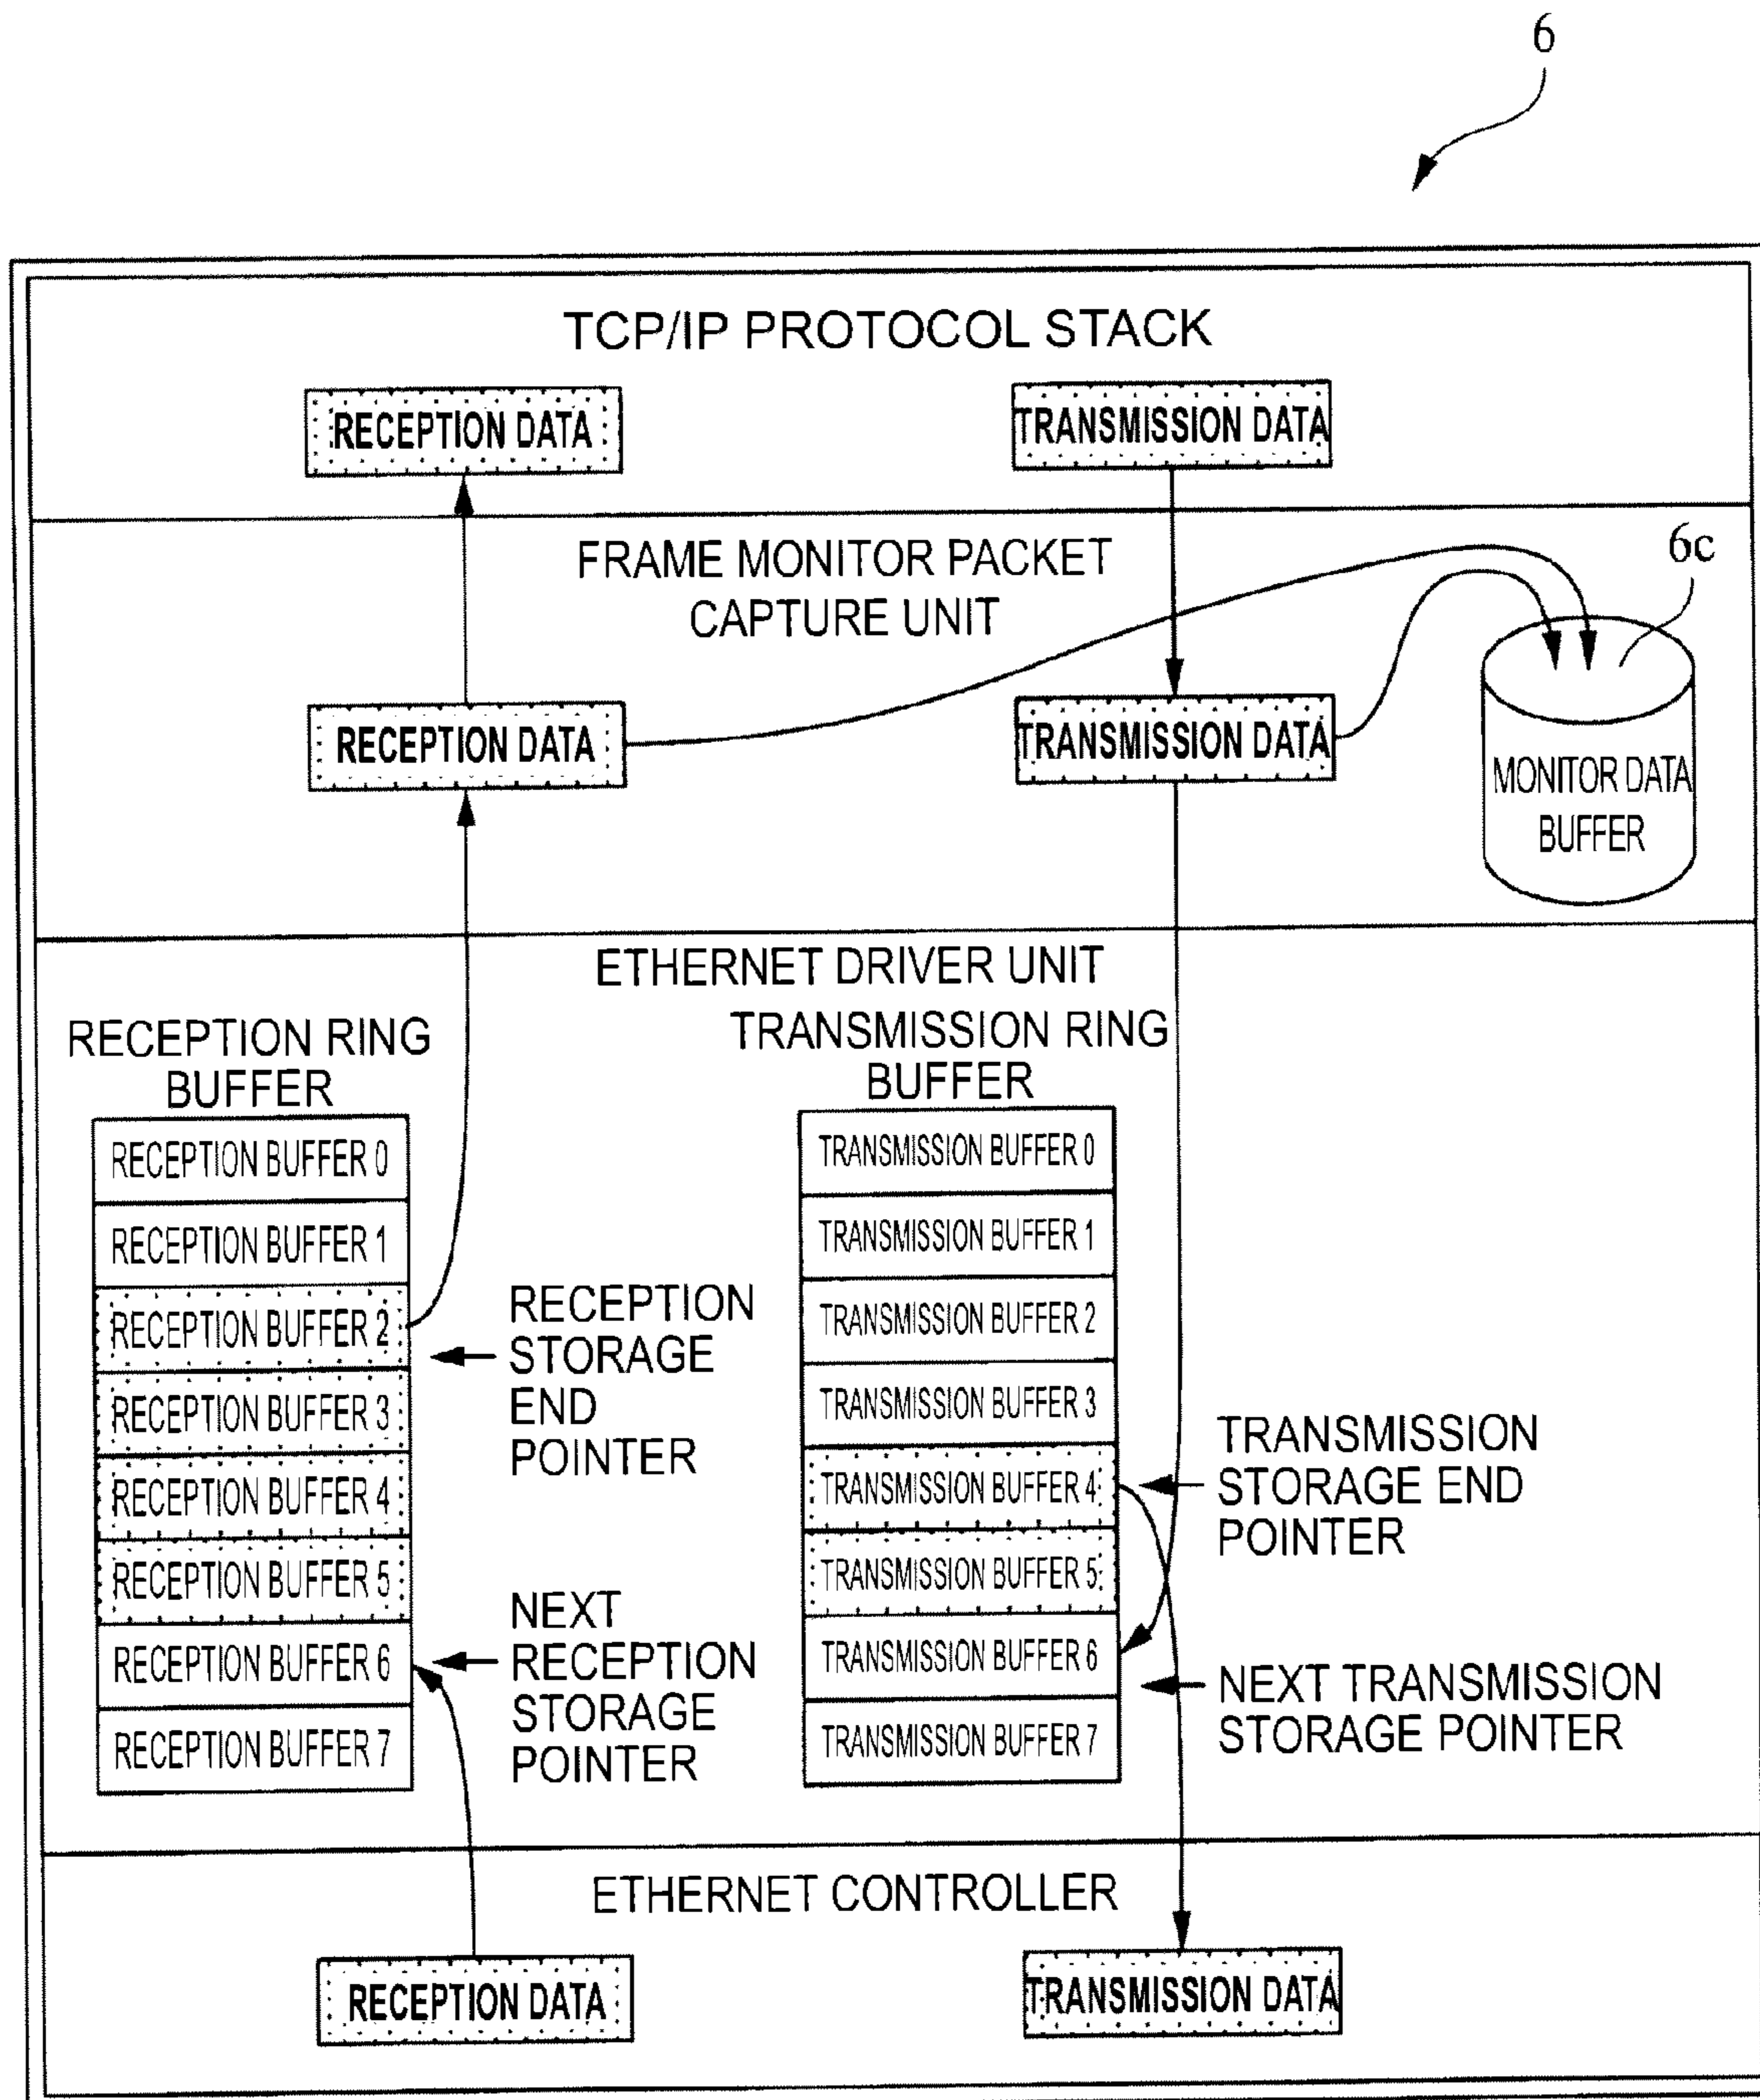 6
TCP/IP PROTOCOL STACK
RECEPTION DATA
TRANSMISSION DATA
FRAME MONITOR PACKET
CAPTURE UNIT
6c
RECEPTION DATA
TRANSMISSION DATA
MONITOR DATA
BUFFER
ETHERNET DRIVER UNIT
RECEPTION RING
BUFFER
RECEPTION BUFFER 0
RECEPTION BUFFER 1
RECEPTION BUFFER 2
RECEPTION BUFFER 3
RECEPTION BUFFER 4
RECEPTION BUFFER 5
RECEPTION BUFFER 6
RECEPTION BUFFER 7
RECEPTION
STORAGE
END
POINTER
NEXT
RECEPTION
STORAGE
POINTER
TRANSMISSION RING
BUFFER
TRANSMISSION BUFFER 0
TRANSMISSION BUFFER 1
TRANSMISSION BUFFER 2
TRANSMISSION BUFFER 3
TRANSMISSION BUFFER 4
TRANSMISSION BUFFER 5
TRANSMISSION BUFFER 6
TRANSMISSION BUFFER 7
TRANSMISSION
STORAGE END
POINTER
NEXT TRANSMISSION
STORAGE POINTER
ETHERNET CONTROLLER
RECEPTION DATA
TRANSMISSION DATA